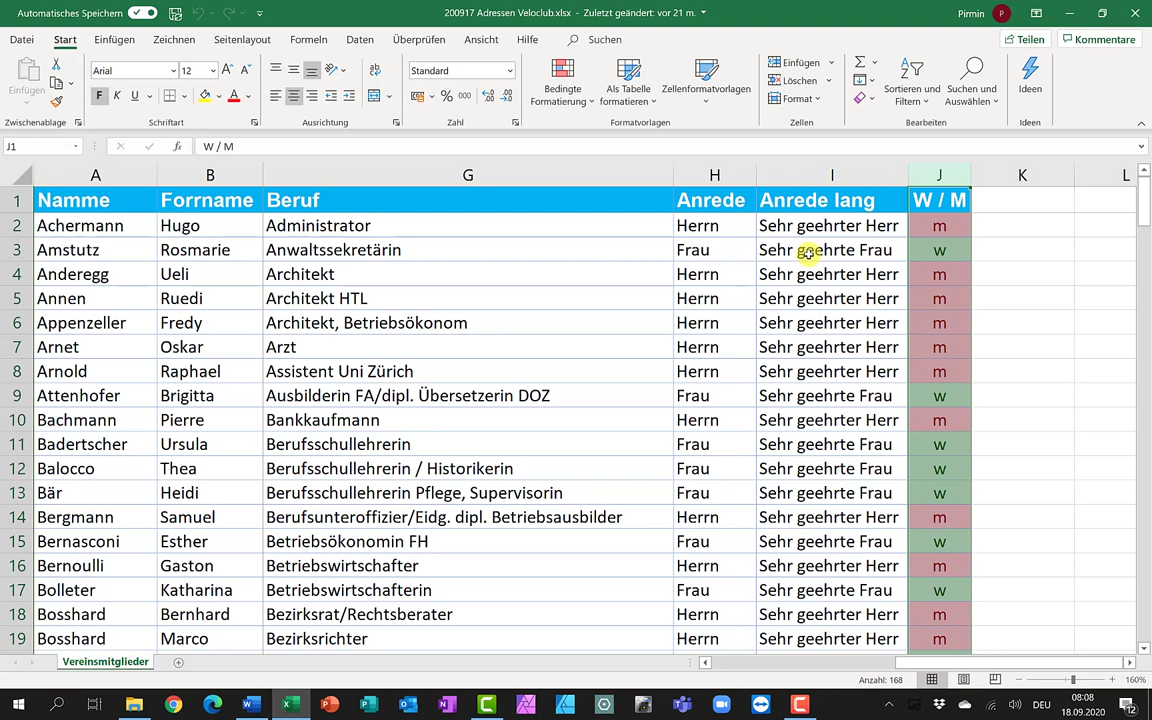 Automatisches Speichern
200917 Adressen Veloclub.xlsx - Zuletzt geändert: vor 21 m.
Pirmin P
Datei Start Einfügen Zeichnen Seitenlayout Formeln Daten Überprüfen Ansicht Hilfe Suchen Teilen Kommentare
Einfügen
Arial 12
F K U
Standard
% 000
Bedingte Formatierung
Als Tabelle formatieren
Zellenformatvorlagen
Einfügen
Löschen
Format
Sortieren und Filtern
Suchen und Auswählen
Ideen
Zwischenablage Schriftart Ausrichtung Zahl Formatvorlagen Zellen Bearbeiten Ideen
J1 fx W / M
A B G H I J K L
1 Namme Forrname Beruf Anrede Anrede lang W / M
2 Achermann Hugo Administrator Herrn Sehr geehrter Herr m
3 Amstutz Rosmarie Anwaltssekretärin Frau Sehr geehrte Frau w
4 Anderegg Ueli Architekt Herrn Sehr geehrter Herr m
5 Annen Ruedi Architekt HTL Herrn Sehr geehrter Herr m
6 Appenzeller Fredy Architekt, Betriebsökonom Herrn Sehr geehrter Herr m
7 Arnet Oskar Arzt Herrn Sehr geehrter Herr m
8 Arnold Raphael Assistent Uni Zürich Herrn Sehr geehrter Herr m
9 Attenhofer Brigitta Ausbilderin FA/dipl. Übersetzerin DOZ Frau Sehr geehrte Frau w
10 Bachmann Pierre Bankkaufmann Herrn Sehr geehrter Herr m
11 Badertscher Ursula Berufsschullehrerin Frau Sehr geehrte Frau w
12 Balocco Thea Berufsschullehrerin / Historikerin Frau Sehr geehrte Frau w
13 Bär Heidi Berufsschullehrerin Pflege, Supervisorin Frau Sehr geehrte Frau w
14 Bergmann Samuel Berufsunteroffizier/Eidg. dipl. Betriebsausbilder Herrn Sehr geehrter Herr m
15 Bernasconi Esther Betriebsökonomin FH Frau Sehr geehrte Frau w
16 Bernoulli Gaston Betriebswirtschafter Herrn Sehr geehrter Herr m
17 Bolleter Katharina Betriebswirtschafterin Frau Sehr geehrte Frau w
18 Bosshard Bernhard Bezirksrat/Rechtsberater Herrn Sehr geehrter Herr m
19 Bosshard Marco Bezirksrichter Herrn Sehr geehrter Herr m
Vereinsmitglieder
Anzahl: 168 160%
DEU
08:08
18.09.2020
12